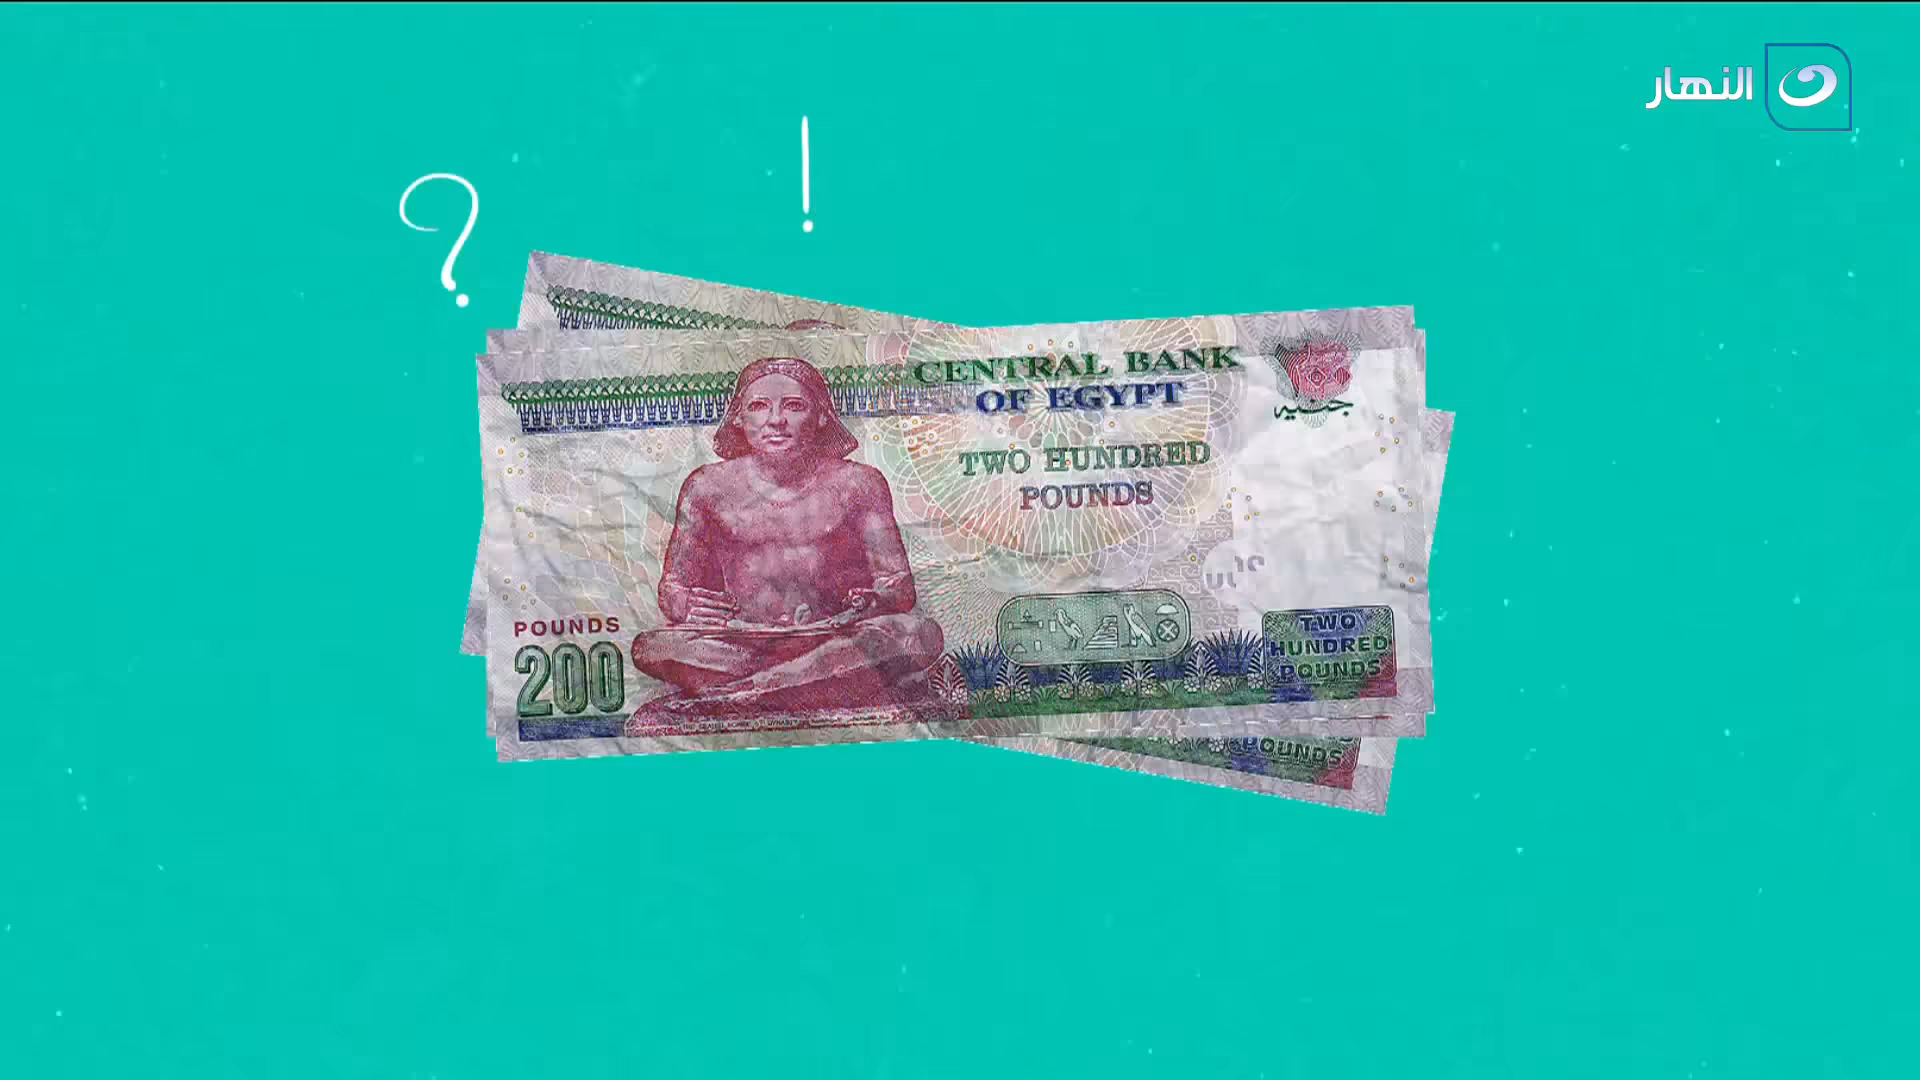 النهار
?
!
CENTRAL BANK
OF EGYPT
TWO HUNDRED
POUNDS
جنيه
POUNDS
200
TWO
HUNDRED
POUNDS
POUNDS